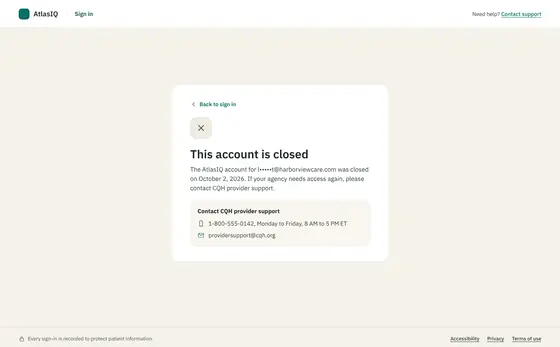 AtlasIQ
Sign in
Need help? Contact support
Back to sign in
This account is closed
The AtlasIQ account for l•••••t@harborviewcare.com was closed
on October 2, 2026. If your agency needs access again, please
contact CQH provider support.
Contact CQH provider support
1-800-555-0142, Monday to Friday, 8 AM to 5 PM ET
providersupport@cqh.org
Every sign-in is recorded to protect patient information.
Accessibility
Privacy
Terms of use